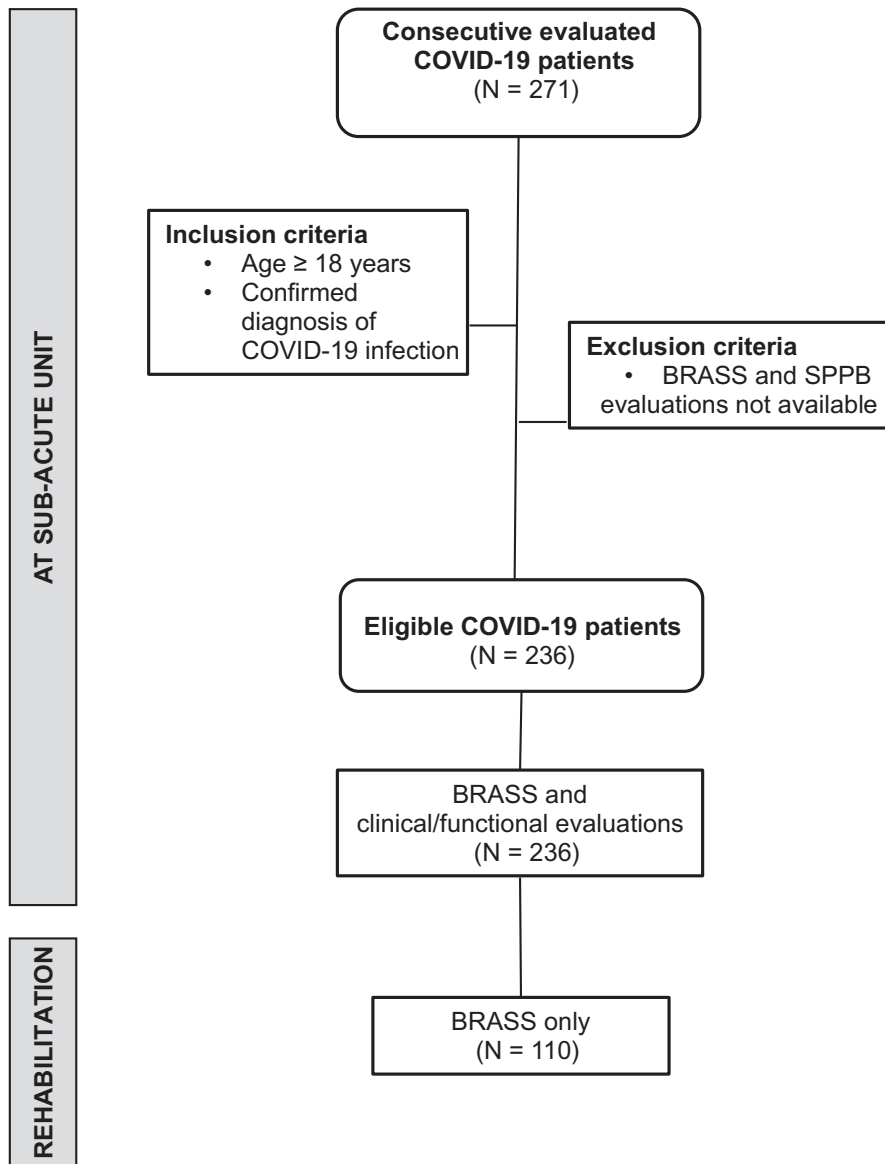 Consecutive evaluated
COVID-19 patients
(N = 271)
Inclusion criteria
• Age ≥ 18 years
• Confirmed
diagnosis of
COVID-19 infection
Exclusion criteria
• BRASS and SPPB
evaluations not available
AT SUB-ACUTE UNIT
Eligible COVID-19 patients
(N = 236)
BRASS and
clinical/functional evaluations
(N = 236)
REHABILITATION
BRASS only
(N = 110)